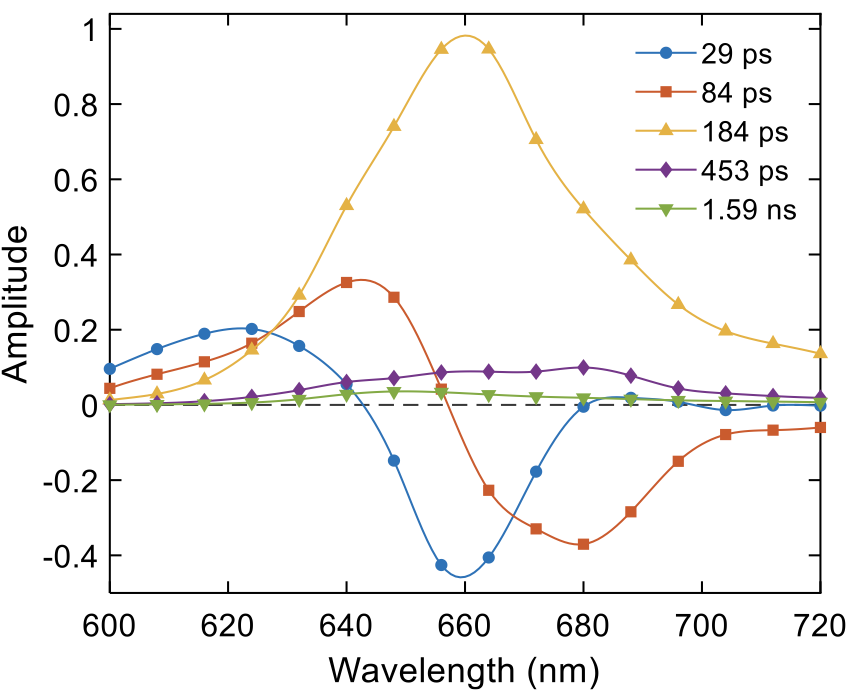 1
0.8
0.6
0.4
0.2
0
-0.2
-0.4
Amplitude
29 ps
84 ps
184 ps
453 ps
1.59 ns
600 620 640 660 680 700 720
Wavelength (nm)